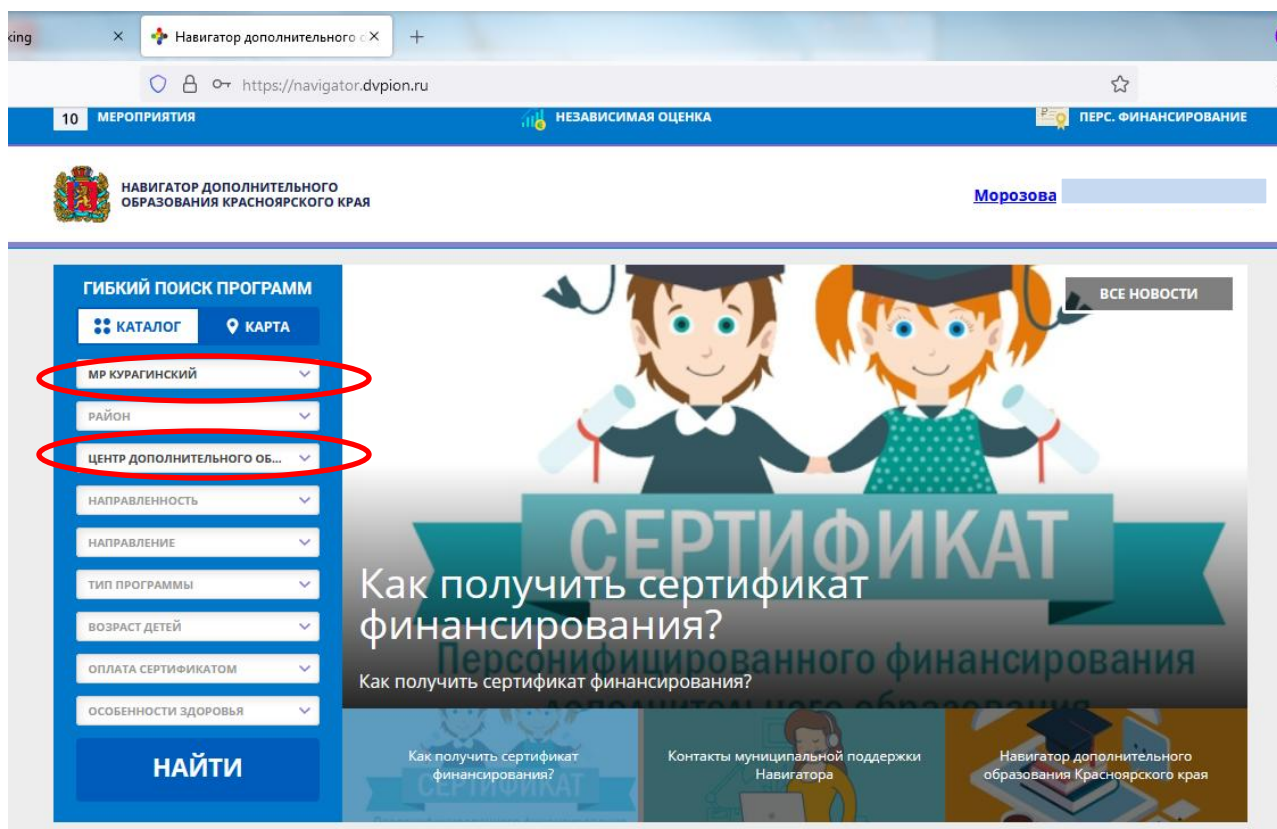 king
Навигатор дополнительного с
https://navigator.dvpion.ru
10 МЕРОПРИЯТИЯ
НЕЗАВИСИМАЯ ОЦЕНКА
ПЕРС. ФИНАНСИРОВАНИЕ
НАВИГАТОР ДОПОЛНИТЕЛЬНОГО
ОБРАЗОВАНИЯ КРАСНОЯРСКОГО КРАЯ
Морозова
ГИБКИЙ ПОИСК ПРОГРАММ
КАТАЛОГ
КАРТА
МР КУРАГИНСКИЙ
РАЙОН
ЦЕНТР ДОПОЛНИТЕЛЬНОГО ОБ...
НАПРАВЛЕННОСТЬ
НАПРАВЛЕНИЕ
ТИП ПРОГРАММЫ
ВОЗРАСТ ДЕТЕЙ
ОПЛАТА СЕРТИФИКАТОМ
ОСОБЕННОСТИ ЗДОРОВЬЯ
НАЙТИ
ВСЕ НОВОСТИ
СЕРТИФИКАТ
Как получить сертификат
финансирования?
Персонифицированного финансирования
дополнительного образования
Как получить сертификат финансирования?
Как получить сертификат
финансирования?
СЕРТИФИКАТ
Контакты муниципальной поддержки
Навигатора
Навигатор дополнительного
образования Красноярского края